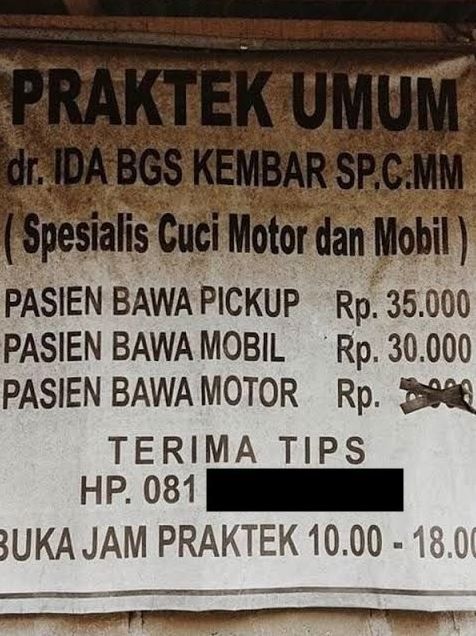 PRAKTEK UMUM
dr. IDA BGS KEMBAR SP.C.MM
( Spesialis Cuci Motor dan Mobil )
PASIEN BAWA PICKUP Rp. 35.000
PASIEN BAWA MOBIL Rp. 30.000
PASIEN BAWA MOTOR Rp.
TERIMA TIPS
HP. 081
BUKA JAM PRAKTEK 10.00 - 18.00